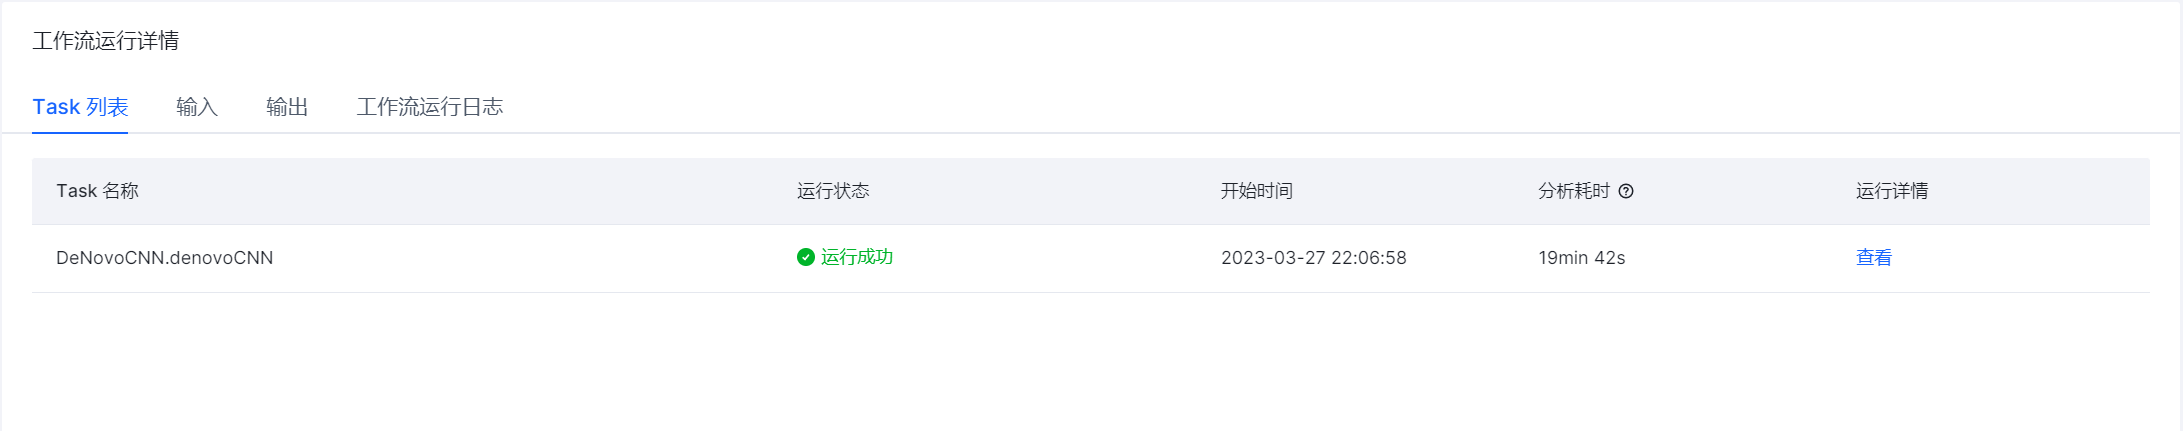 工作流运行详情
Task 列表 输入 输出 工作流运行日志
Task 名称 运行状态 开始时间 分析耗时 运行详情
DeNovoCNN.denovoCNN 运行成功 2023-03-27 22:06:58 19min 42s 查看